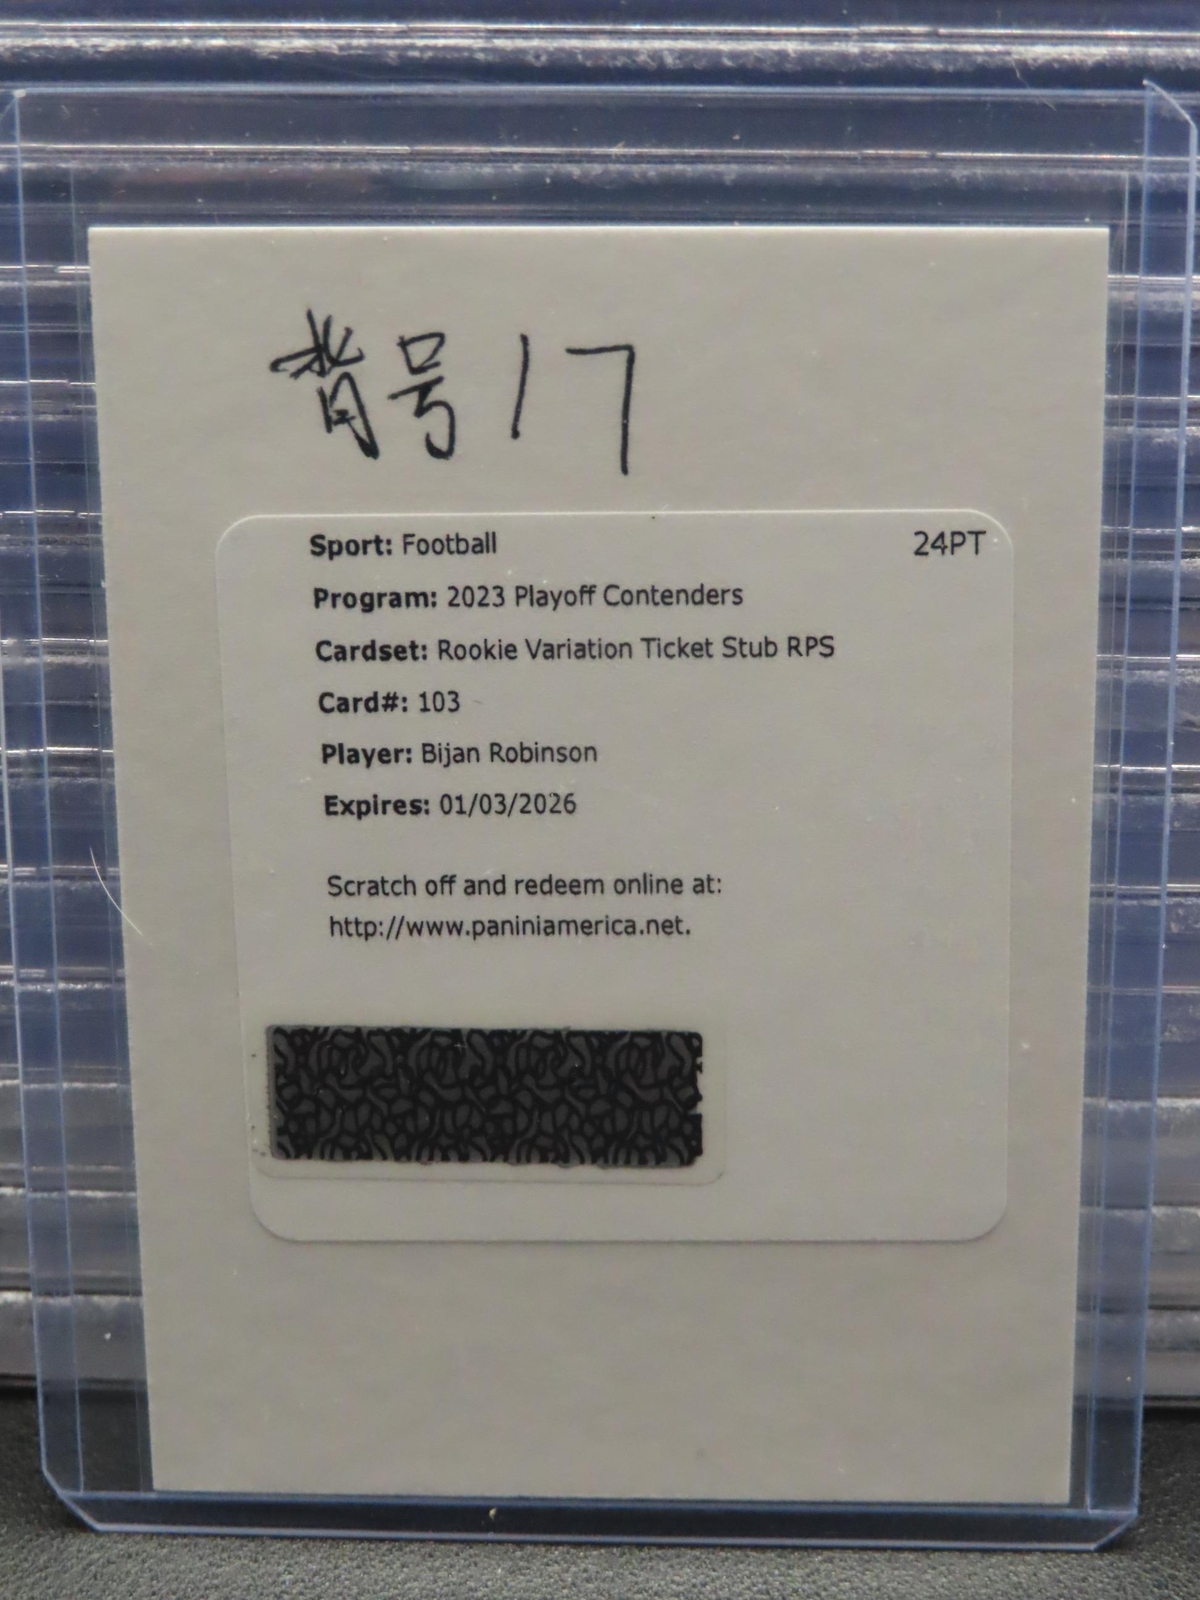 背号17
Sport: Football 24PT
Program: 2023 Playoff Contenders
Cardset: Rookie Variation Ticket Stub RPS
Card#: 103
Player: Bijan Robinson
Expires: 01/03/2026
Scratch off and redeem online at:
http://www.paniniamerica.net.